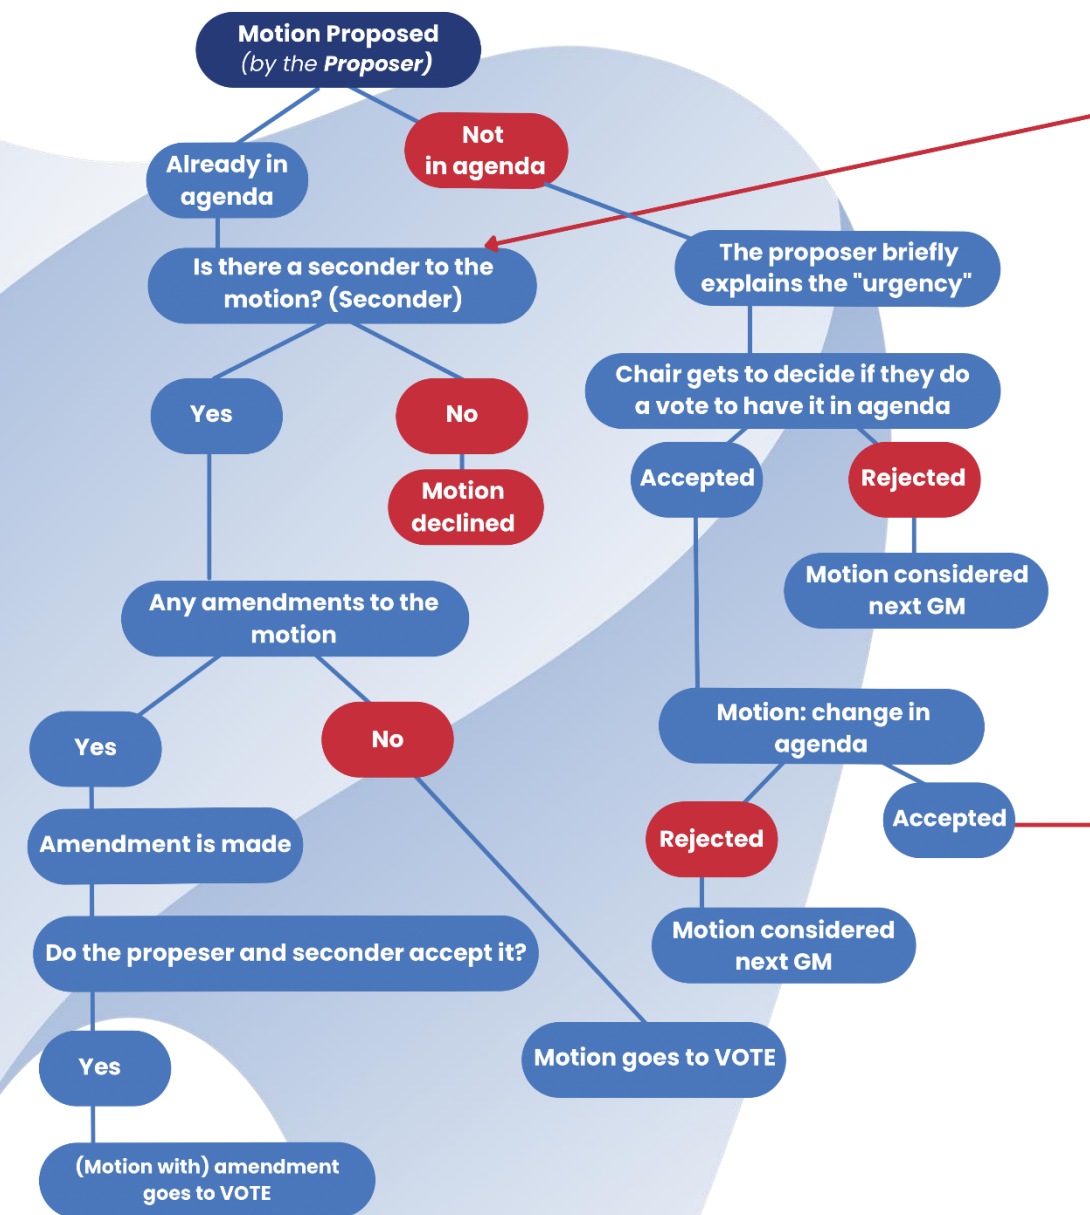 Motion Proposed
(by the Proposer)
Not
in agenda
Already in
agenda
Is there a seconder to the
motion? (Seconder)
The proposer briefly
explains the "urgency"
Chair gets to decide if they do
a vote to have it in agenda
Yes
No
Motion
declined
Accepted
Rejected
Motion considered
next GM
Any amendments to the
motion
Yes
No
Motion: change in
agenda
Rejected
Accepted
Amendment is made
Motion considered
next GM
Do the propeser and seconder accept it?
Motion goes to VOTE
Yes
(Motion with) amendment
goes to VOTE